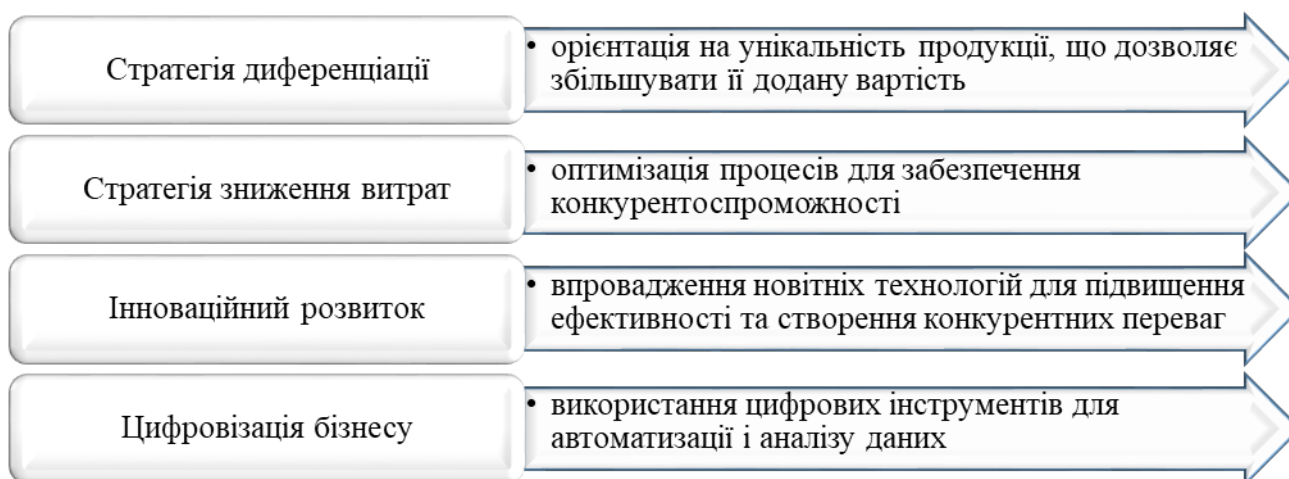 Стратегія диференціації
• орієнтація на унікальність продукції, що дозволяє
збільшувати її додану вартість
Стратегія зниження витрат
• оптимізація процесів для забезпечення
конкурентоспроможності
Інноваційний розвиток
• впровадження новітніх технологій для підвищення
ефективності та створення конкурентних переваг
Цифровізація бізнесу
• використання цифрових інструментів для
автоматизації і аналізу даних